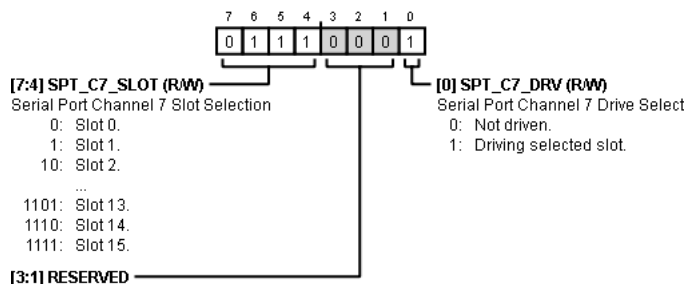 7 6 5 4 3 2 1 0
0 1 1 1 0 0 0 1
[7:4] SPT_C7_SLOT (R/W)
Serial Port Channel 7 Slot Selection
0: Slot 0.
1: Slot 1.
10: Slot 2.
...
1101: Slot 13.
1110: Slot 14.
1111: Slot 15.
[3:1] RESERVED
[0] SPT_C7_DRV (R/W)
Serial Port Channel 7 Drive Select
0: Not driven.
1: Driving selected slot.